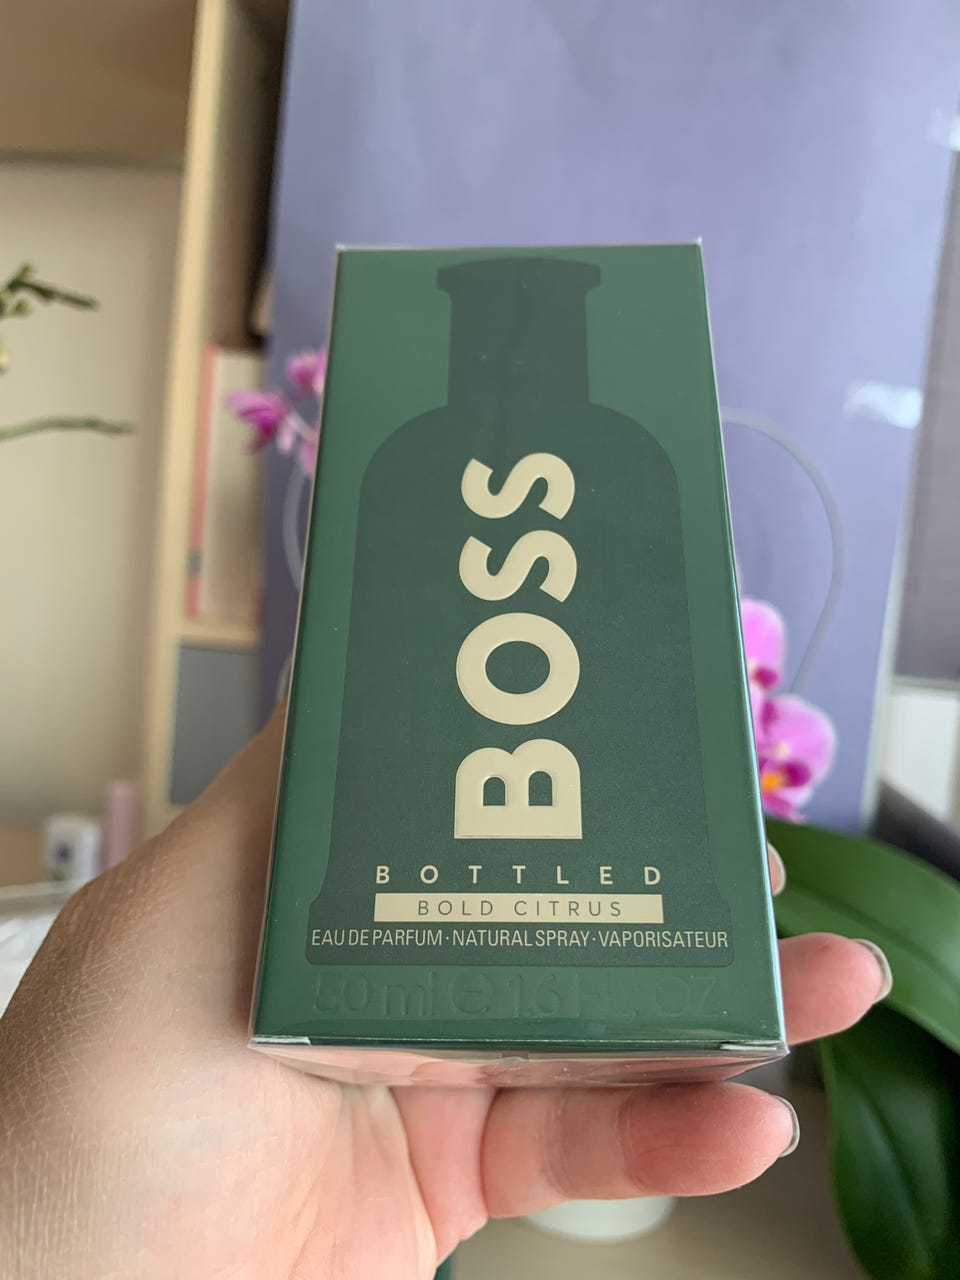 BOSS
BOTTLED
BOLD CITRUS
EAU DE PARFUM·NATURAL SPRAY·VAPORISATEUR
50 ml ℮ 1.6 FL. OZ